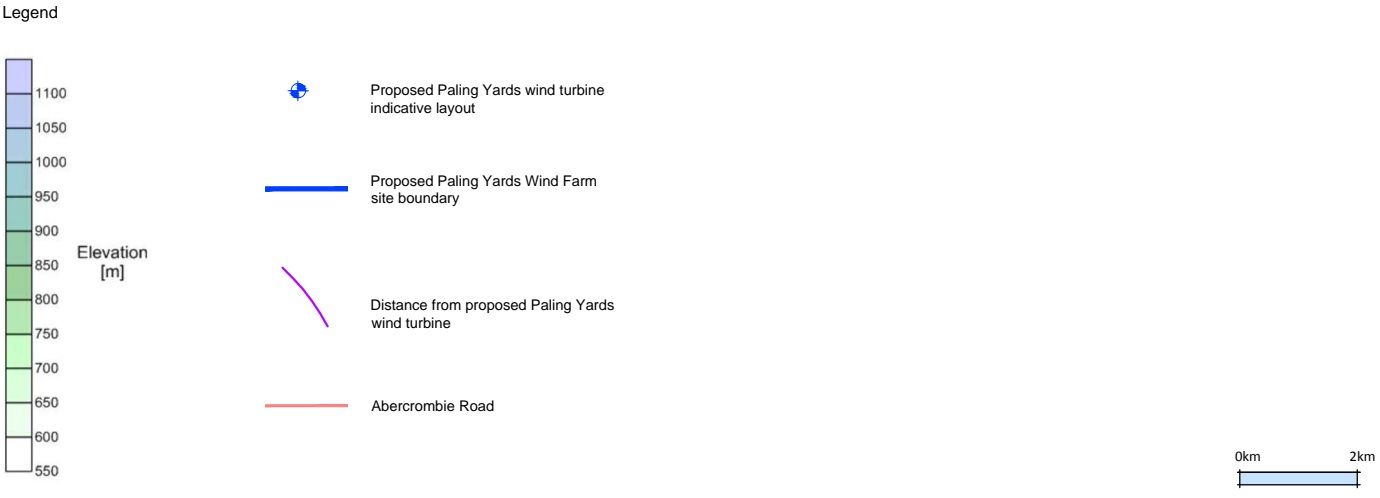 Legend
1100
1050
1000
950
900
850
800
750
700
650
600
550
Elevation
[m]
Proposed Paling Yards wind turbine
indicative layout
Proposed Paling Yards Wind Farm
site boundary
Distance from proposed Paling Yards
wind turbine
Abercrombie Road
0km 2km